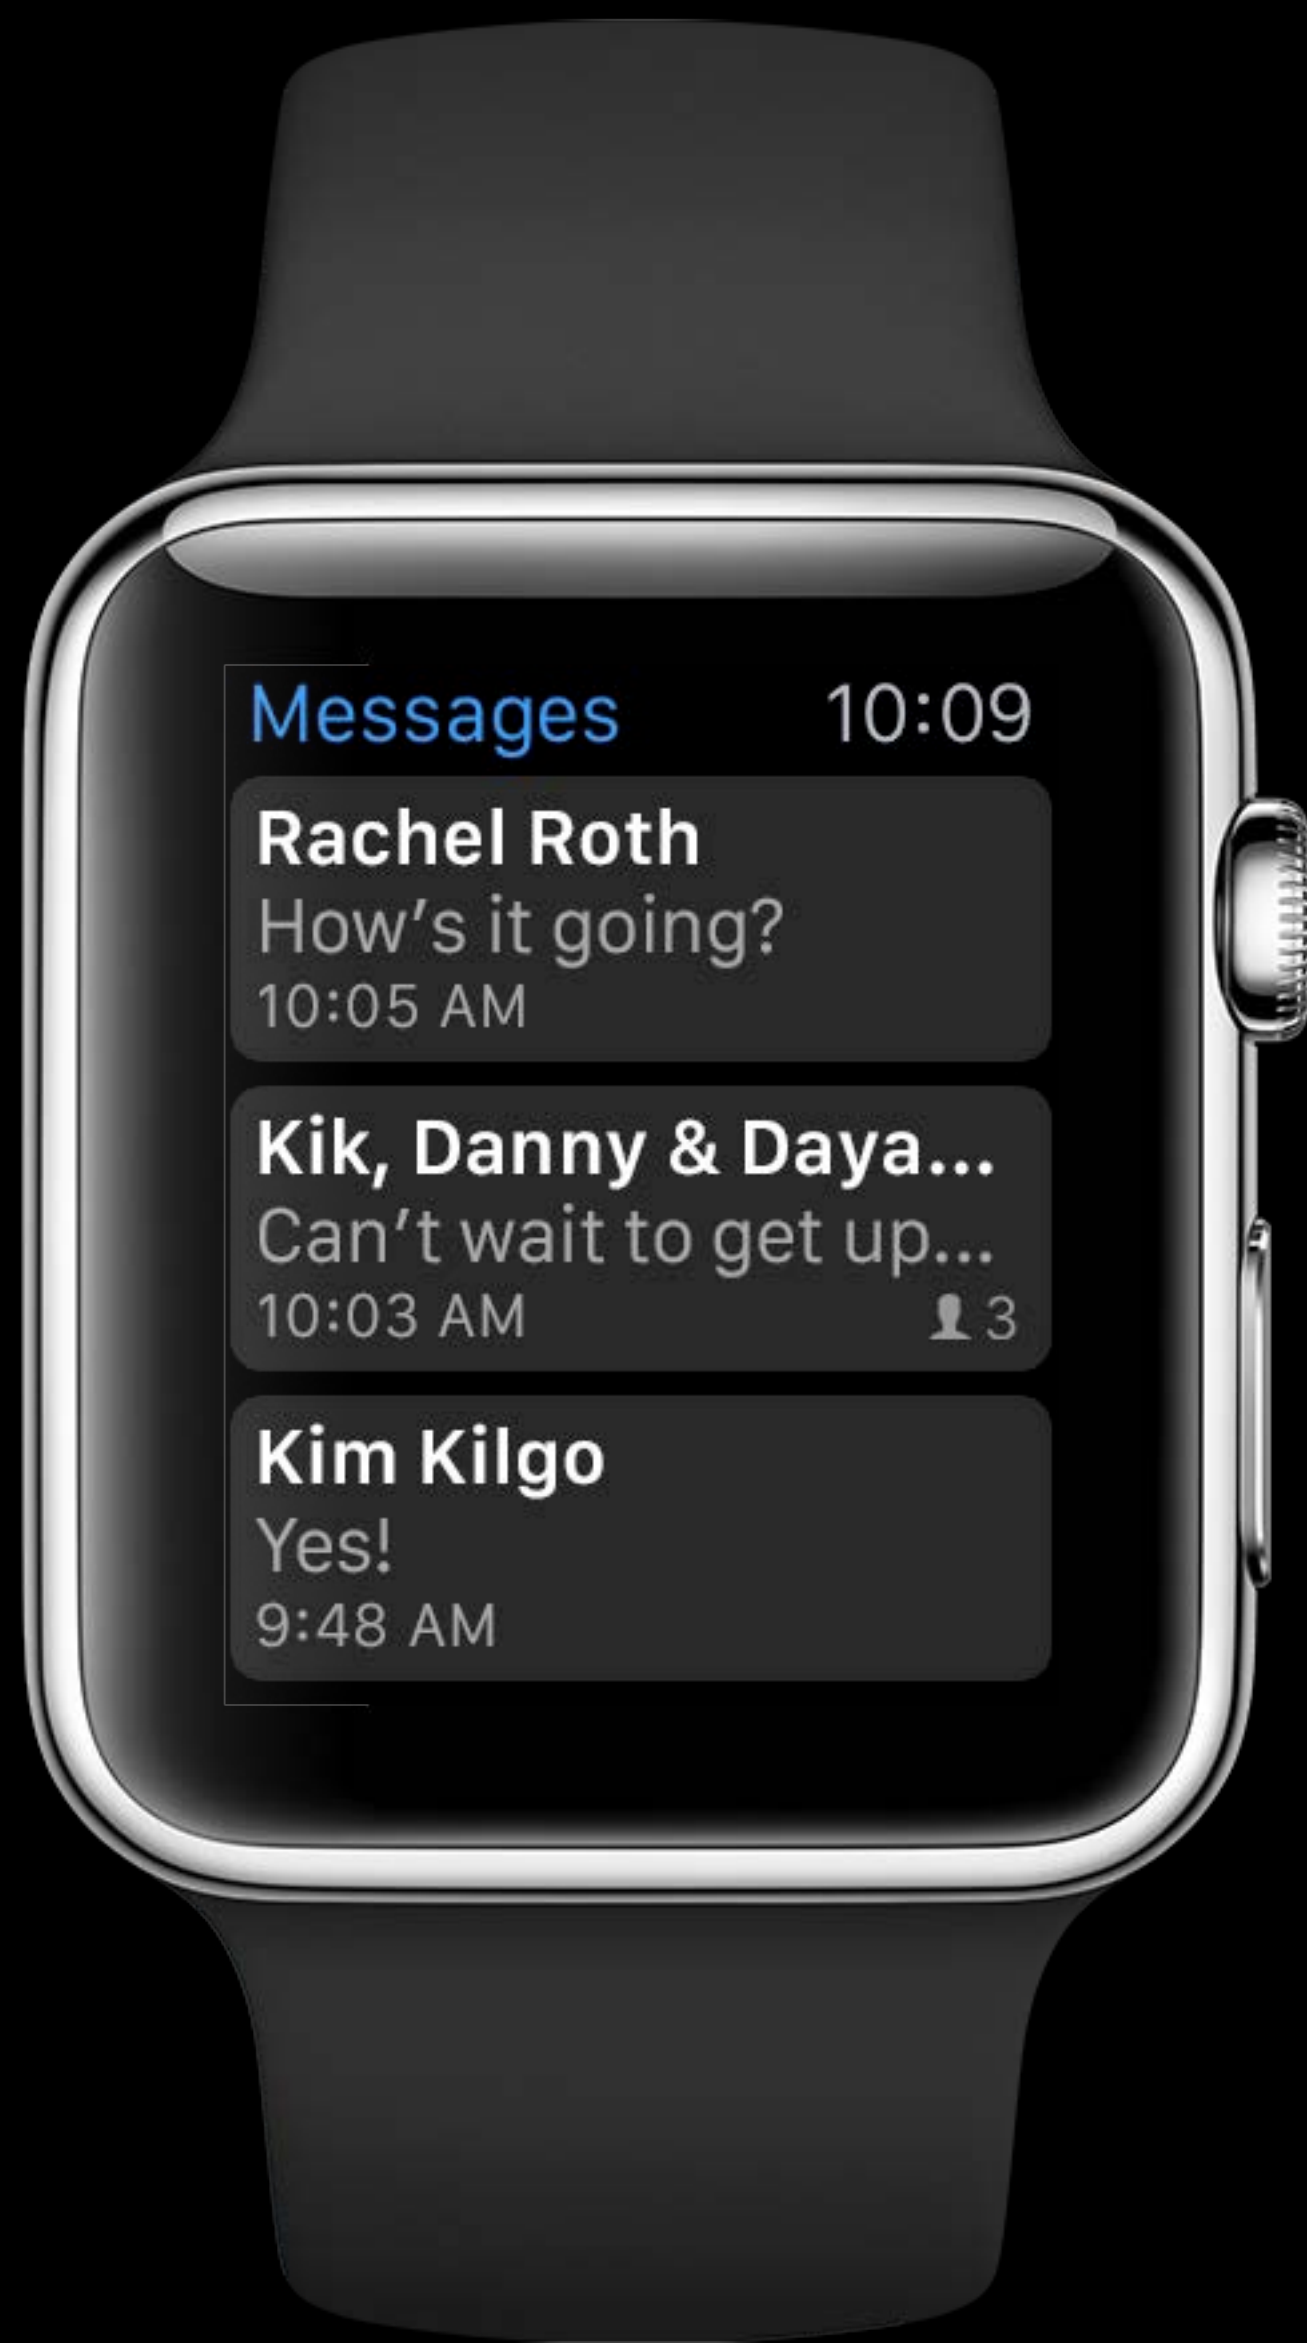 Messages 10:09
Rachel Roth
How’s it going?
10:05 AM
Kik, Danny & Daya...
Can’t wait to get up...
10:03 AM 3
Kim Kilgo
Yes!
9:48 AM